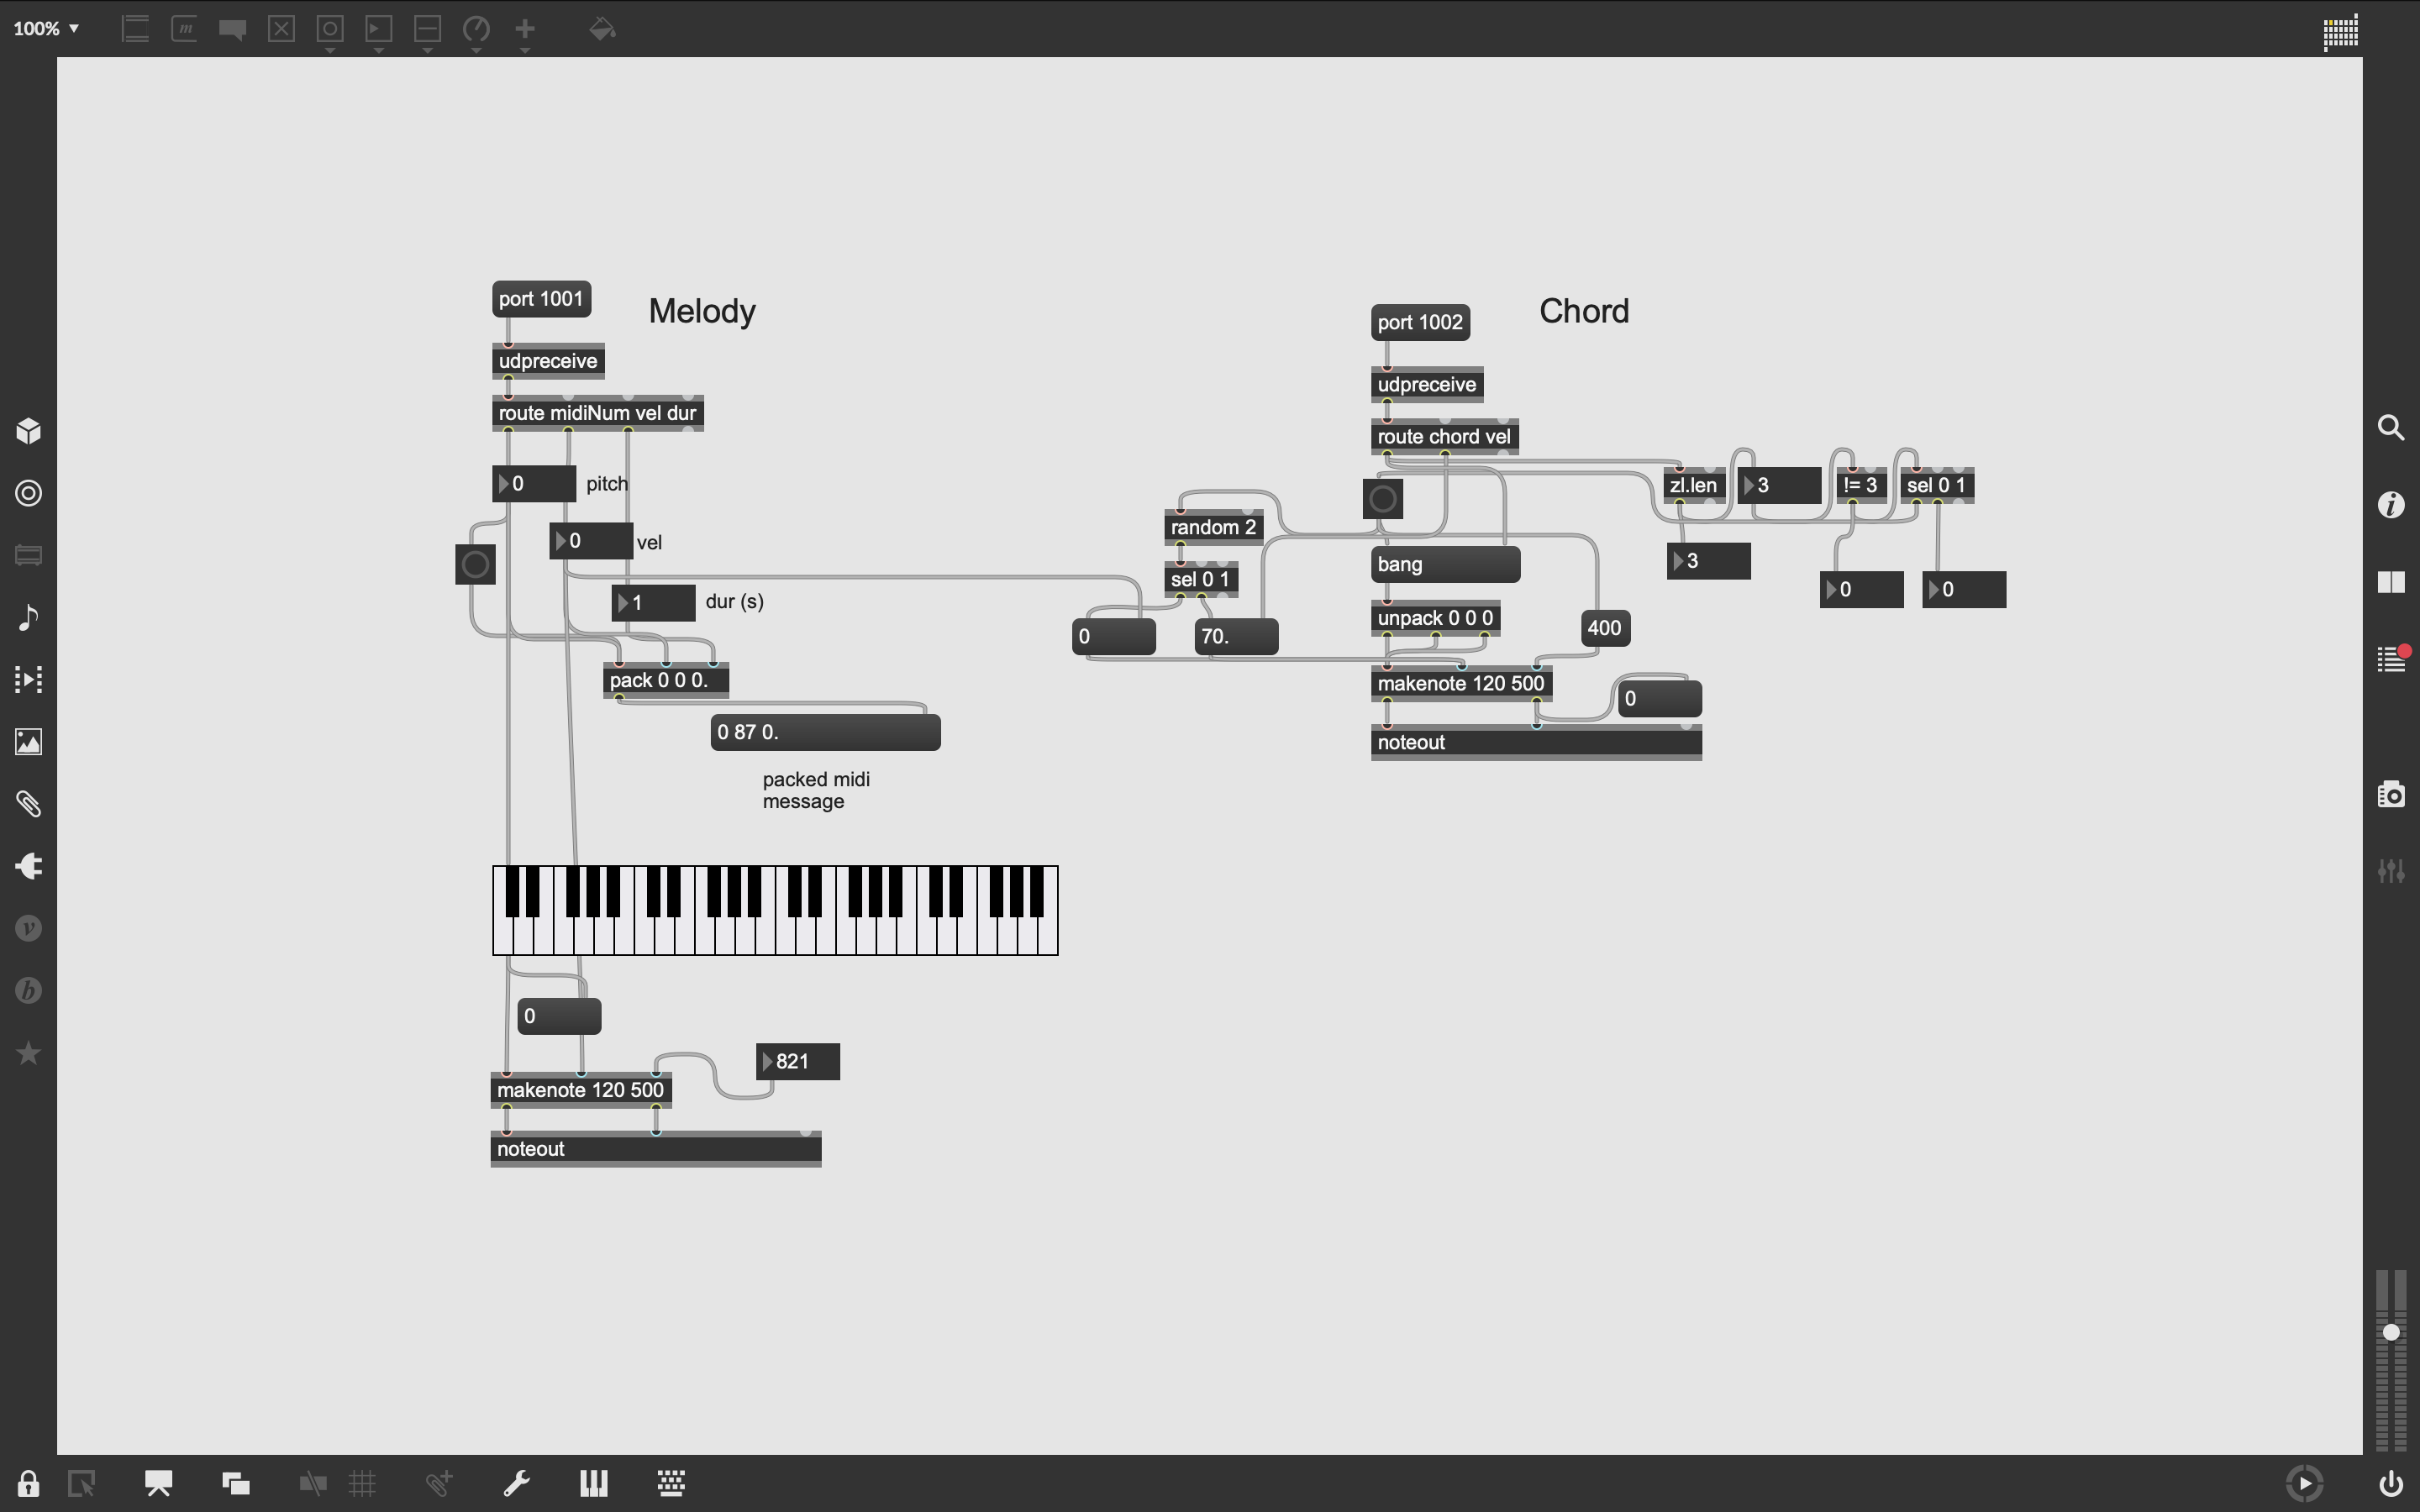 100%
m
port 1001
Melody
udpreceive
route midiNum vel dur
0
pitch
0
vel
1
dur (s)
pack 0 0 0.
0 87 0.
packed midi
message
0
821
makenote 120 500
noteout
port 1002
Chord
udpreceive
route chord vel
random 2
sel 0 1
0
70.
bang
unpack 0 0 0
400
makenote 120 500
0
noteout
zl.len
3
!= 3
sel 0 1
3
0
0
i
v
b